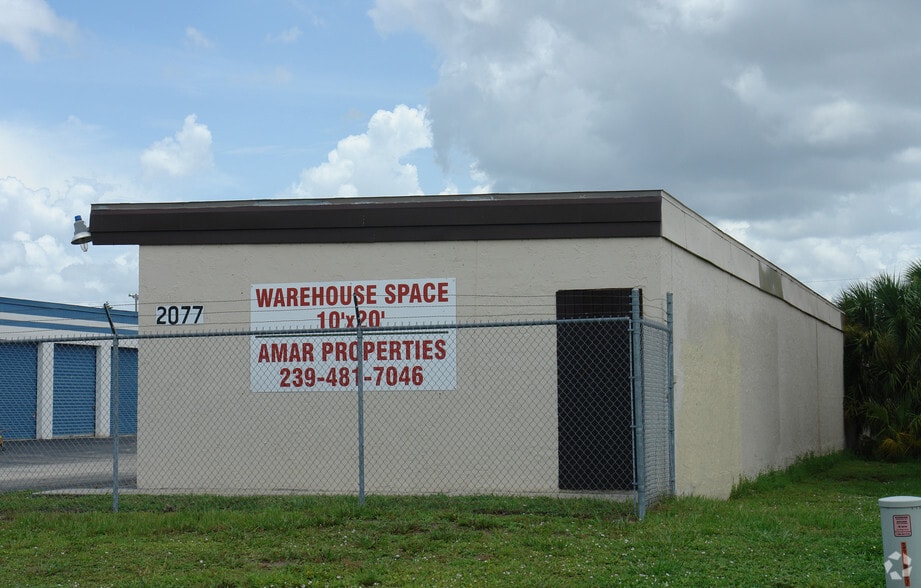 2077
WAREHOUSE SPACE
10'x20'
AMAR PROPERTIES
239-481-7046